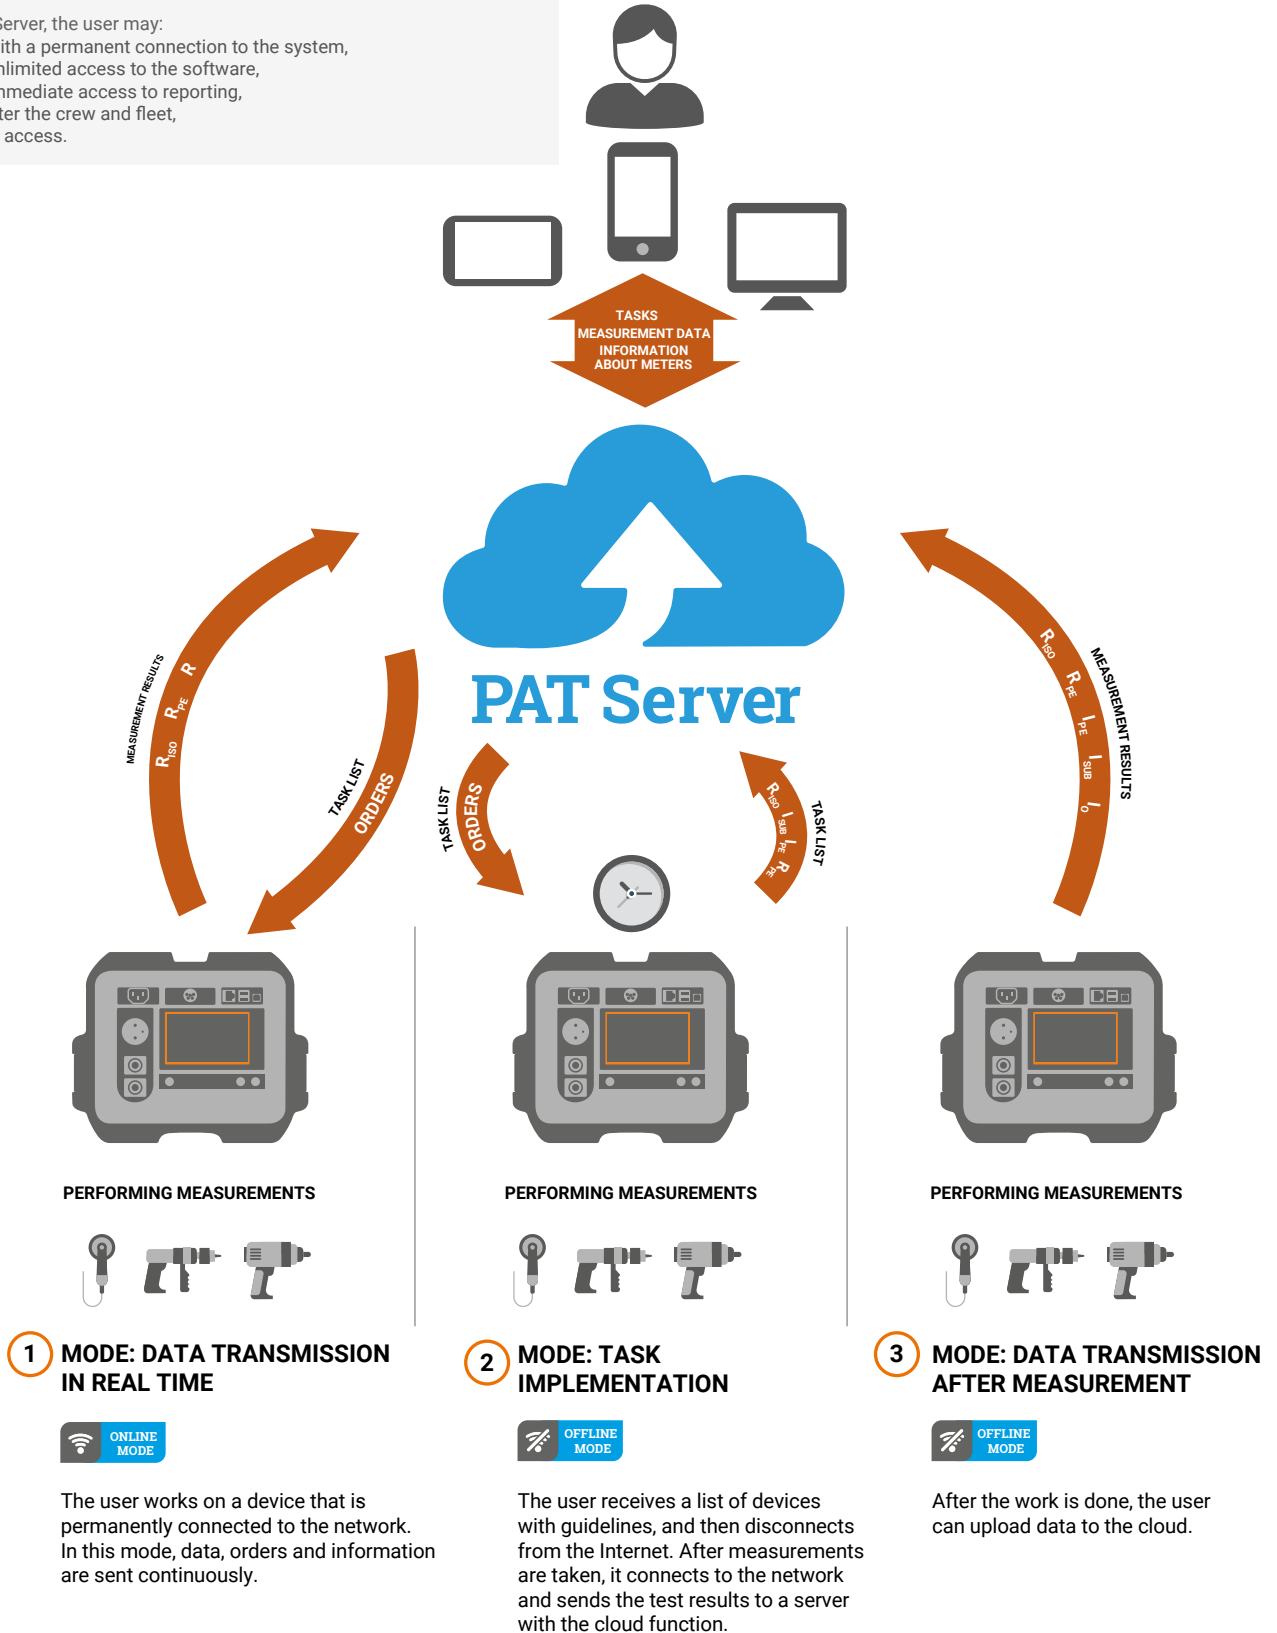 Server, the user may:
ith a permanent connection to the system,
nlimited access to the software,
nmediate access to reporting,
ter the crew and fleet,
access.
TASKS
MEASUREMENT DATA
INFORMATION
ABOUT METERS
PAT Server
MEASUREMENT RESULTS
RISO RPE R
TASK LIST
ORDERS
TASK LIST
ORDERS
RISO ISUB IPE RPE
TASK LIST
RISO RPE IPE ISUB IO
MEASUREMENT RESULTS
PERFORMING MEASUREMENTS
PERFORMING MEASUREMENTS
PERFORMING MEASUREMENTS
1 MODE: DATA TRANSMISSION
IN REAL TIME
ONLINE
MODE
The user works on a device that is
permanently connected to the network.
In this mode, data, orders and information
are sent continuously.
2 MODE: TASK
IMPLEMENTATION
OFFLINE
MODE
The user receives a list of devices
with guidelines, and then disconnects
from the Internet. After measurements
are taken, it connects to the network
and sends the test results to a server
with the cloud function.
3 MODE: DATA TRANSMISSION
AFTER MEASUREMENT
OFFLINE
MODE
After the work is done, the user
can upload data to the cloud.